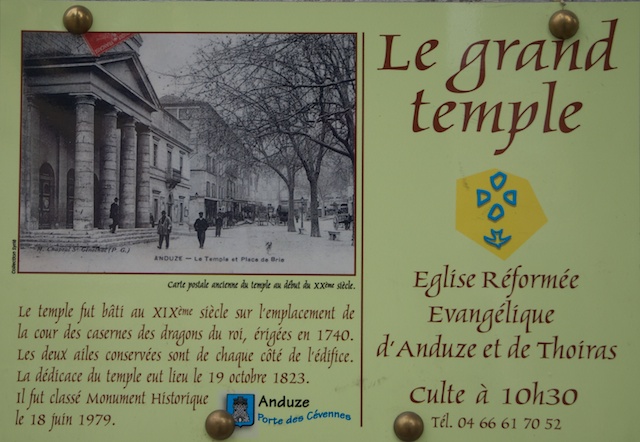 Le grand
temple
ANDUZE — Le Temple et Place de Brie
Carte postale ancienne du temple au début du XXème siècle.
Le temple fut bâti au XIXème siècle sur l'emplacement de
la cour des casernes des dragons du roi, érigées en 1740.
Les deux ailes conservées sont de chaque côté de l'édifice.
La dédicace du temple eut lieu le 19 octobre 1823.
Il fut classé Monument Historique
le 18 juin 1979.
Anduze
Porte des Cévennes
Eglise Réformée
Evangélique
d'Anduze et de Thoiras
Culte à 10h30
Tél. 04 66 61 70 52